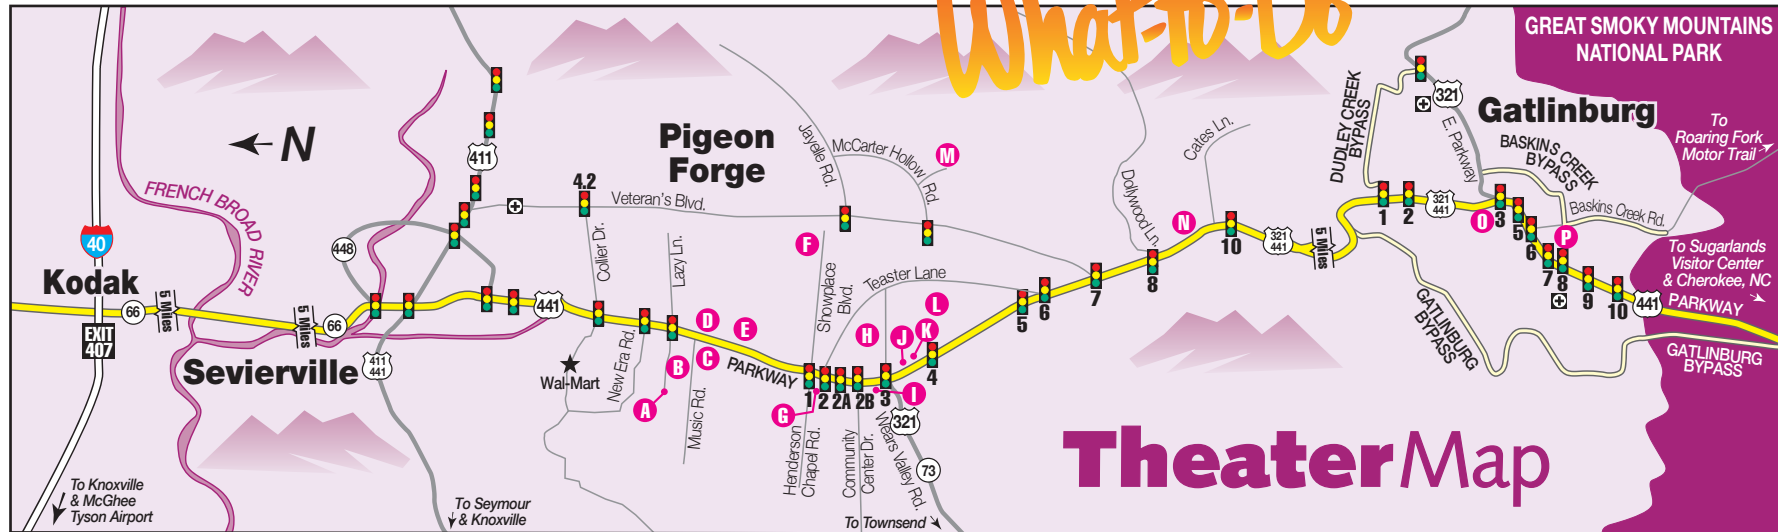 What-to-Do
GREAT SMOKY MOUNTAINS
NATIONAL PARK
N
40
Kodak
66
EXIT
407
5 Miles
FRENCH BROAD RIVER
5 Miles
66
448
411
Sevierville
411
441
441
To Knoxville
& McGhee
Tyson Airport
To Seymour
& Knoxville
Pigeon
Forge
4.2
Veteran's Blvd.
Collier Dr.
Lazy Ln.
Wal-Mart
New Era Rd.
Music Rd.
A
B
C
D
E
F
G
H
I
J
K
L
M
N
O
P
PARKWAY
Showplace
Blvd.
Teaster Lane
Jayelle Rd.
McCarter Hollow Rd.
1
2
2A
2B
3
4
5
6
7
8
10
Henderson
Chapel Rd.
Community
Center Dr.
Wears Valley Rd.
321
73
To Townsend
Dollywood Ln.
Cates Ln.
321
441
5 Miles
DUDLEY CREEK
BYPASS
321
E. Parkway
Gatlinburg
BASKINS CREEK
BYPASS
Baskins Creek Rd.
To
Roaring Fork
Motor Trail
1
2
321
441
3
5
6
7
8
9
10
441
To Sugarlands
Visitor Center
& Cherokee, NC
PARKWAY
GATLINBURG
BYPASS
GATLINBURG
BYPASS
TheaterMap